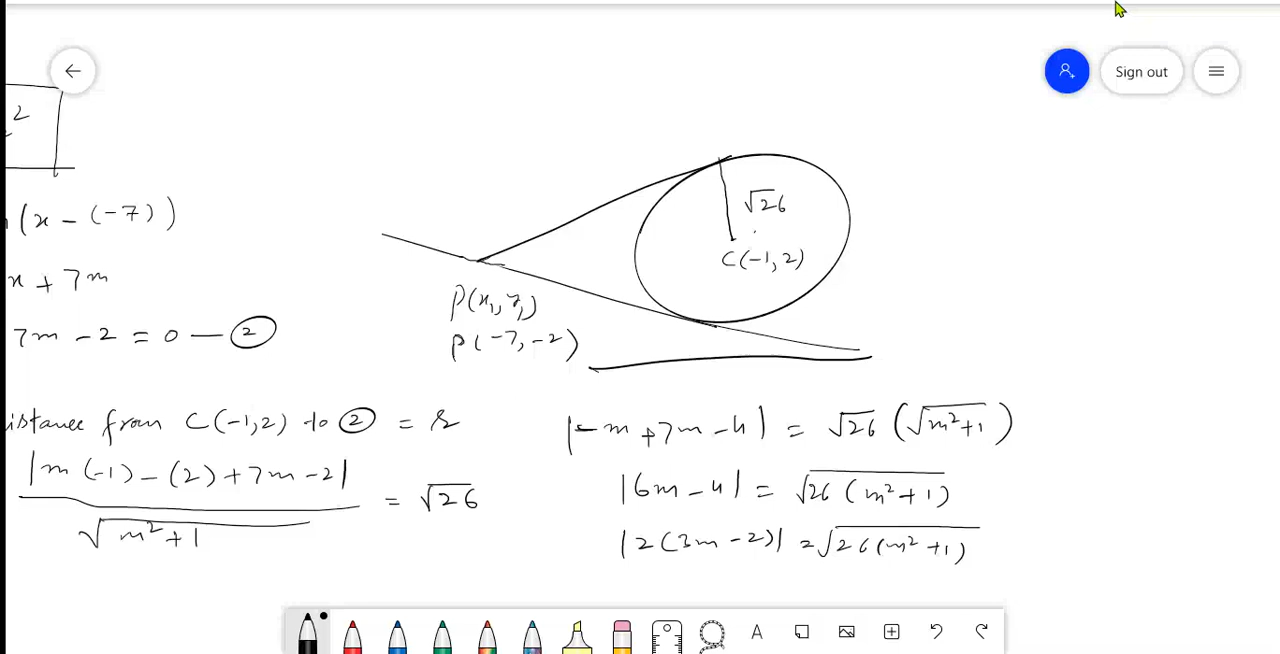 Sign out
2
(x - (-7))
x + 7m
7m - 2 = 0 — ②
√26
C(-1, 2)
P(x₁, y₁)
P(-7, -2)
istance from C(-1, 2) to ② = r
|m(-1) - (2) + 7m - 2| / √m²+1 = √26
|-m + 7m - 4| = √26 (√m²+1)
|6m - 4| = √26 (m²+1)
|2(3m - 2)| = √26(m²+1)
A